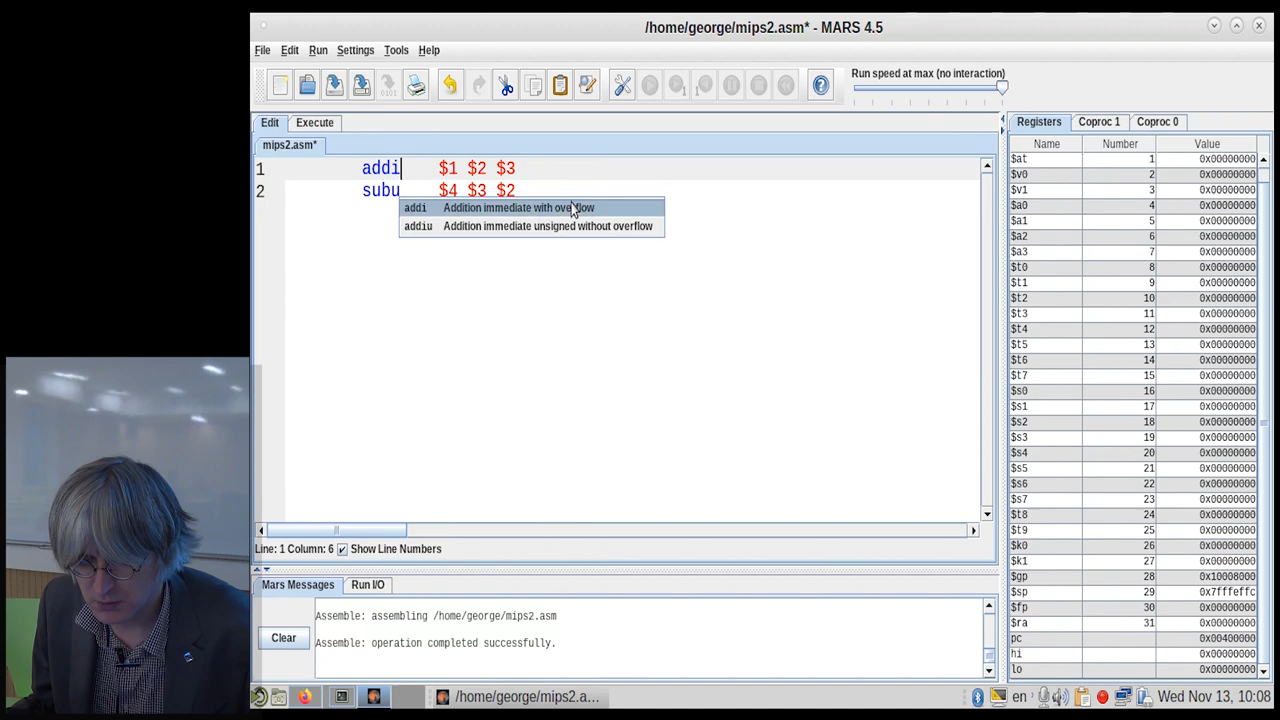 /home/george/mips2.asm* - MARS 4.5
File Edit Run Settings Tools Help
Run speed at max (no interaction)
Edit Execute
mips2.asm*
1 addi $1 $2 $3
2 subu $4 $3 $2
addi Addition immediate with overflow
addiu Addition immediate unsigned without overflow
Line: 1 Column: 6 Show Line Numbers
Mars Messages Run I/O
Assemble: assembling /home/george/mips2.asm
Assemble: operation completed successfully.
Clear
Registers Coproc 1 Coproc 0
Name Number Value
$at 1 0x00000000
$v0 2 0x00000000
$v1 3 0x00000000
$a0 4 0x00000000
$a1 5 0x00000000
$a2 6 0x00000000
$a3 7 0x00000000
$t0 8 0x00000000
$t1 9 0x00000000
$t2 10 0x00000000
$t3 11 0x00000000
$t4 12 0x00000000
$t5 13 0x00000000
$t6 14 0x00000000
$t7 15 0x00000000
$s0 16 0x00000000
$s1 17 0x00000000
$s2 18 0x00000000
$s3 19 0x00000000
$s4 20 0x00000000
$s5 21 0x00000000
$s6 22 0x00000000
$s7 23 0x00000000
$t8 24 0x00000000
$t9 25 0x00000000
$k0 26 0x00000000
$k1 27 0x00000000
$gp 28 0x10008000
$sp 29 0x7fffeffc
$fp 30 0x00000000
$ra 31 0x00000000
pc 0x00400000
hi 0x00000000
lo 0x00000000
/home/george/mips2.a... en Wed Nov 13, 10:08